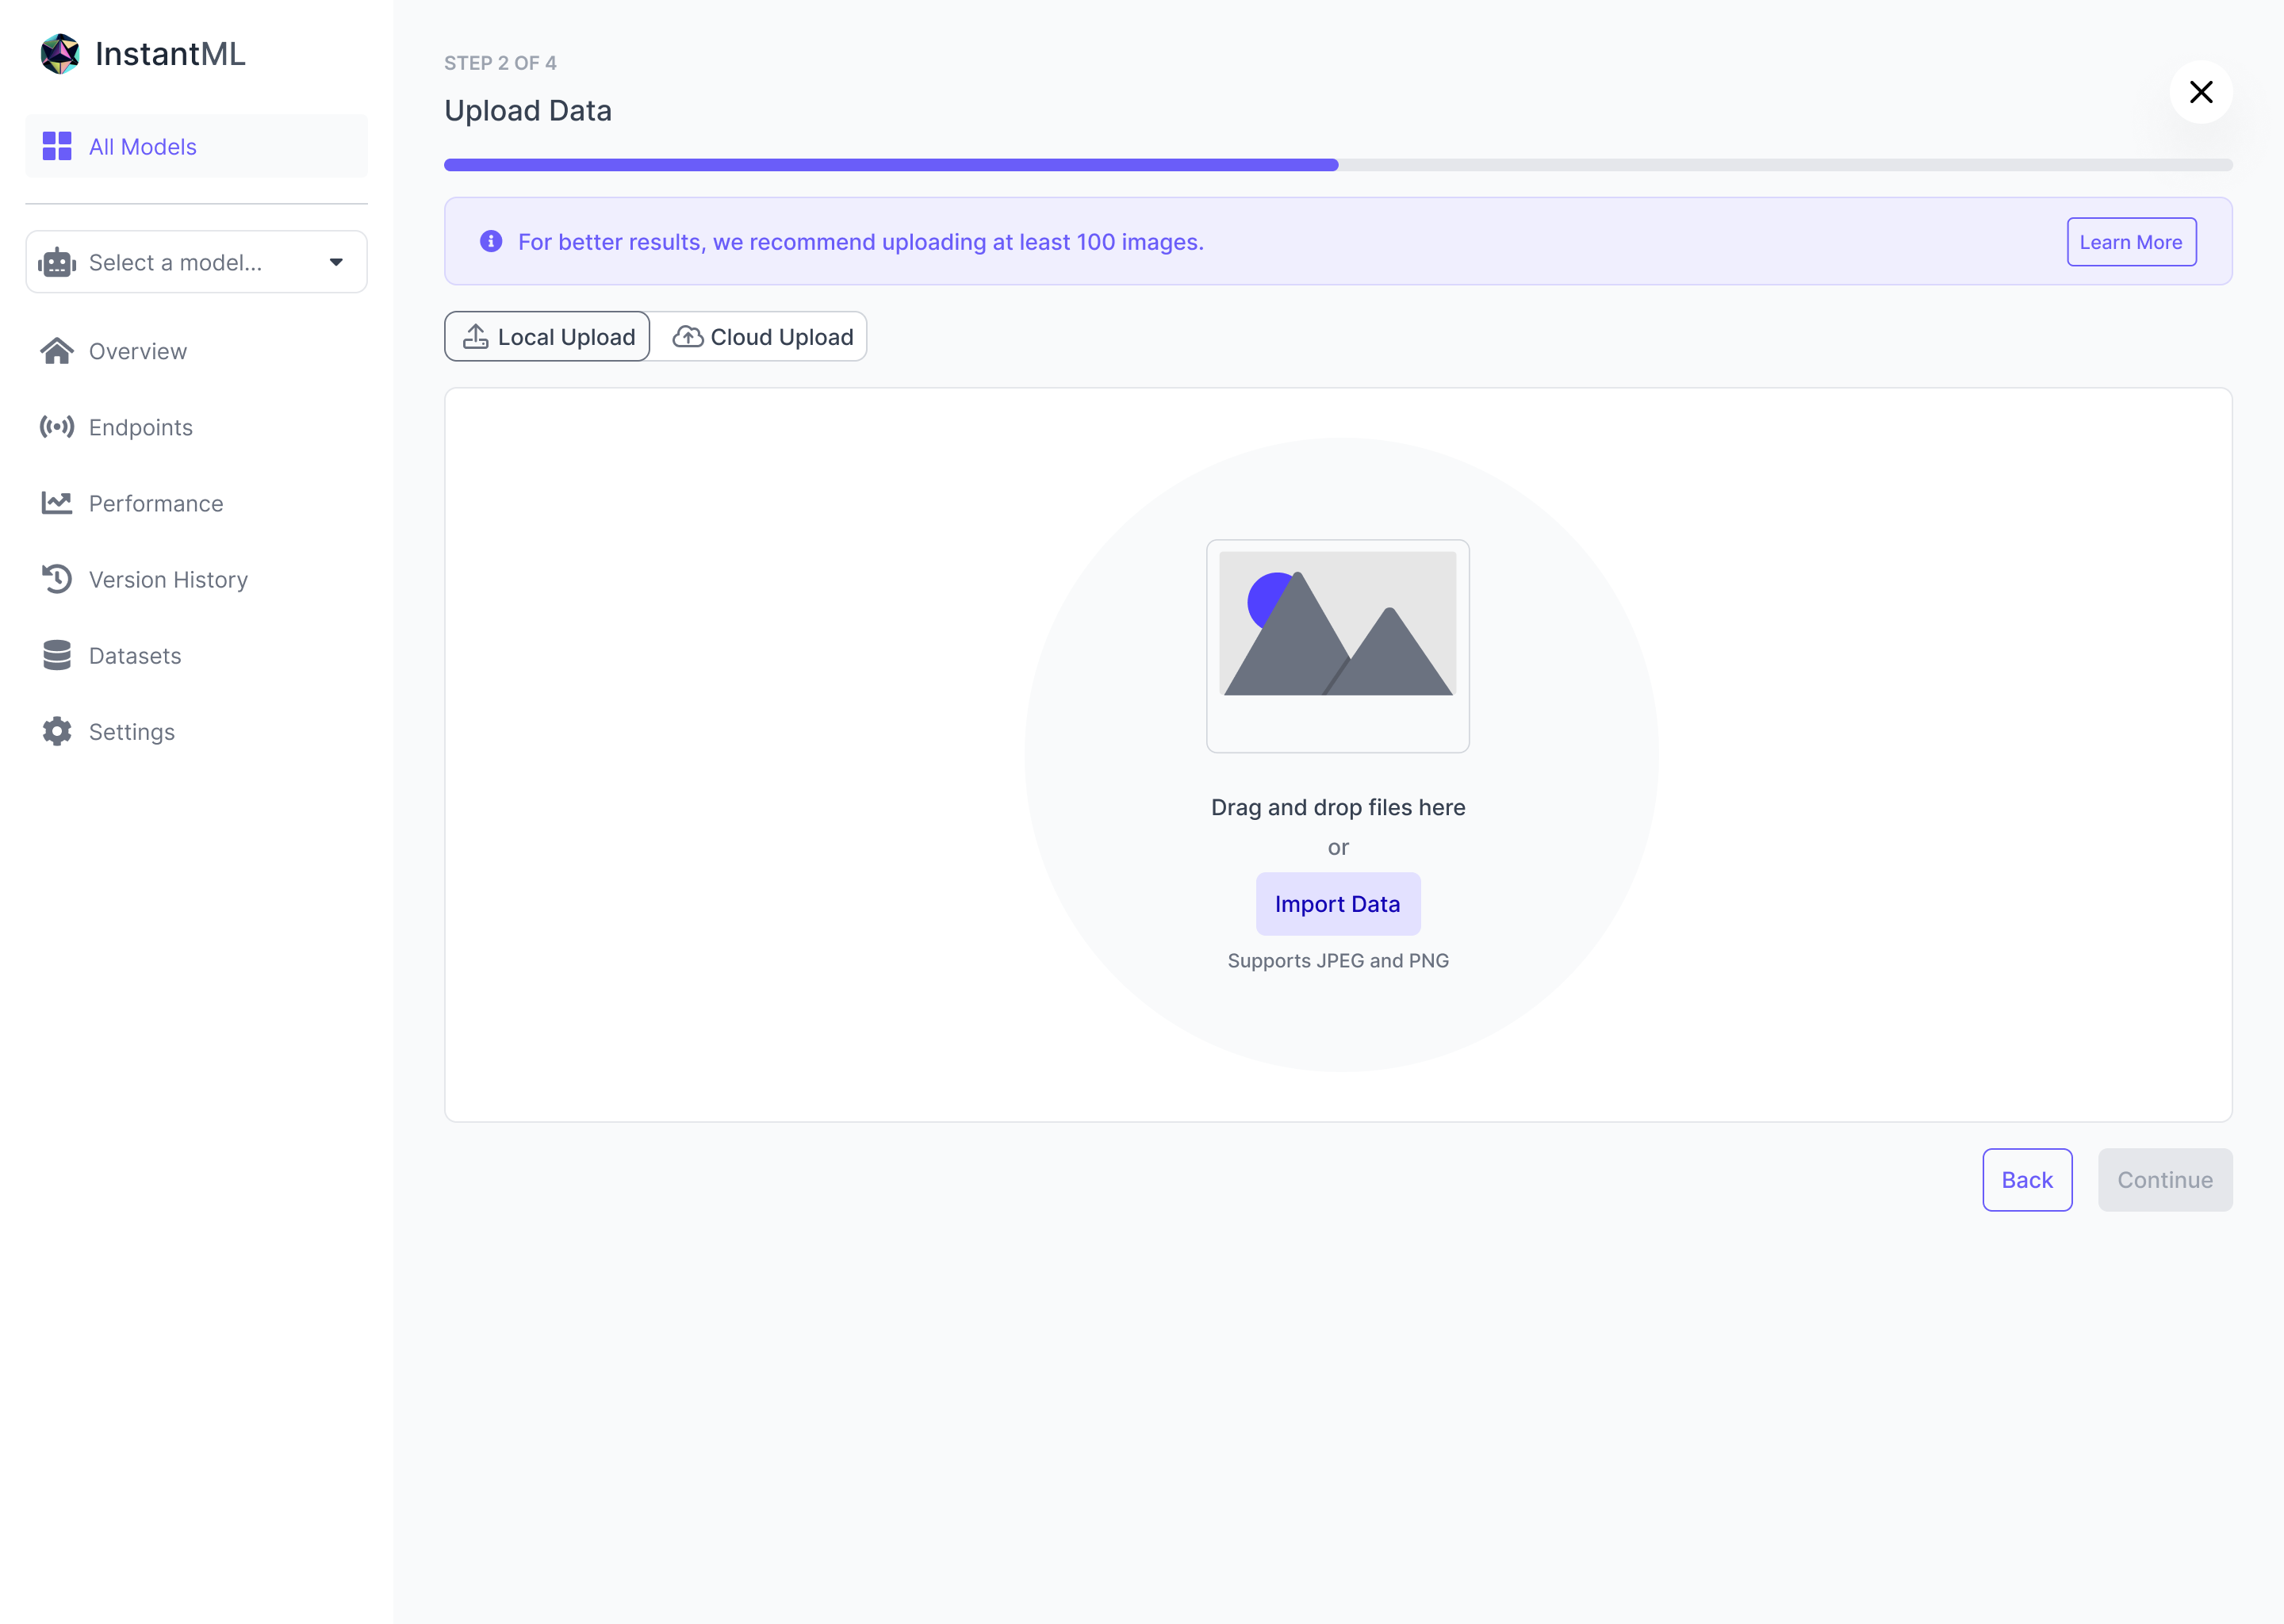 InstantML
All Models
Select a model...
Overview
Endpoints
Performance
Version History
Datasets
Settings
STEP 2 OF 4
Upload Data
For better results, we recommend uploading at least 100 images.
Learn More
Local Upload
Cloud Upload
Drag and drop files here
or
Import Data
Supports JPEG and PNG
Back
Continue